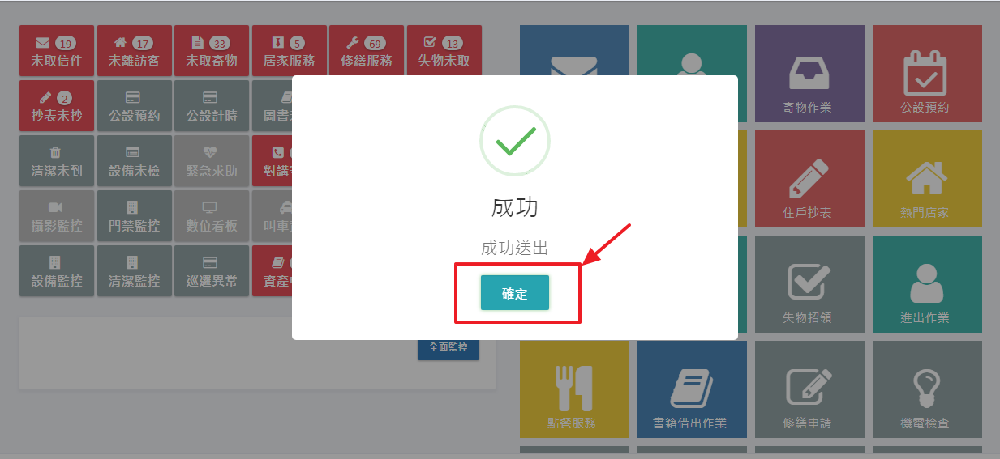 19 17 33 5 69 13
未取信件 未離訪客 未取寄物 居家服務 修繕服務 失物未取
2
抄表未抄 公設預約 公設計時 圖書
清潔未到 設備未檢 緊急求助 對講
攝影監控 門禁監控 數位看板 叫車
設備監控 清潔監控 巡邏異常 資產
全面監控
成功
成功送出
確定
寄物作業 公設預約
住戶抄表 熱門店家
失物招領 進出作業
點餐服務 書籍借出作業 修繕申請 機電檢查